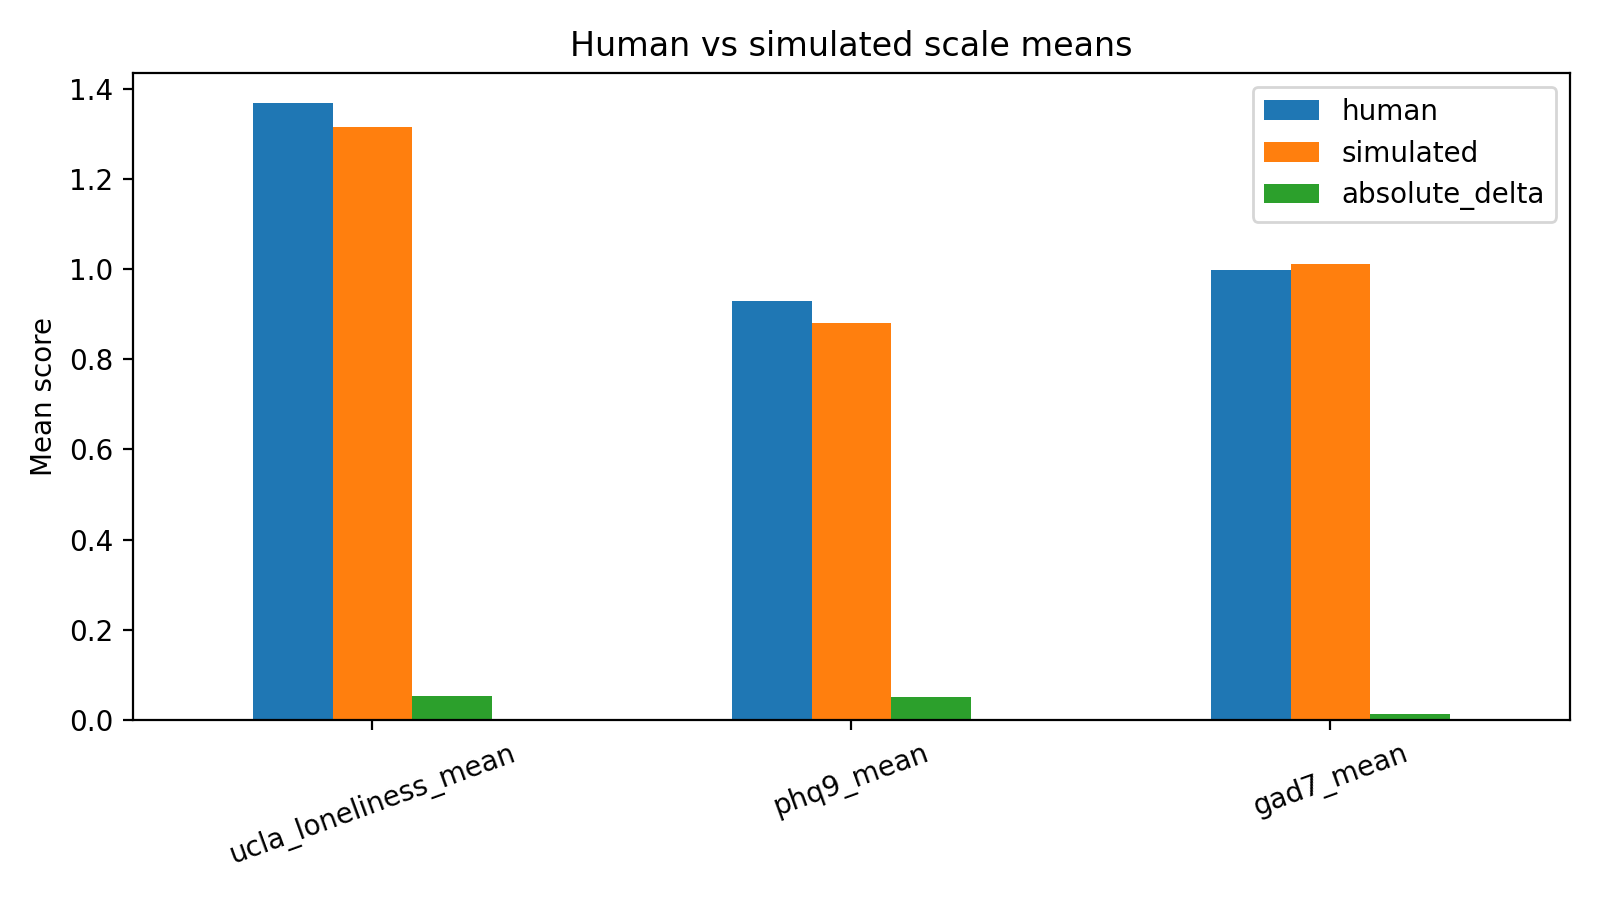 Human vs simulated scale means
1.4
1.2
1.0
0.8
0.6
0.4
0.2
0.0
Mean score
human
simulated
absolute_delta
ucla_loneliness_mean
phq9_mean
gad7_mean